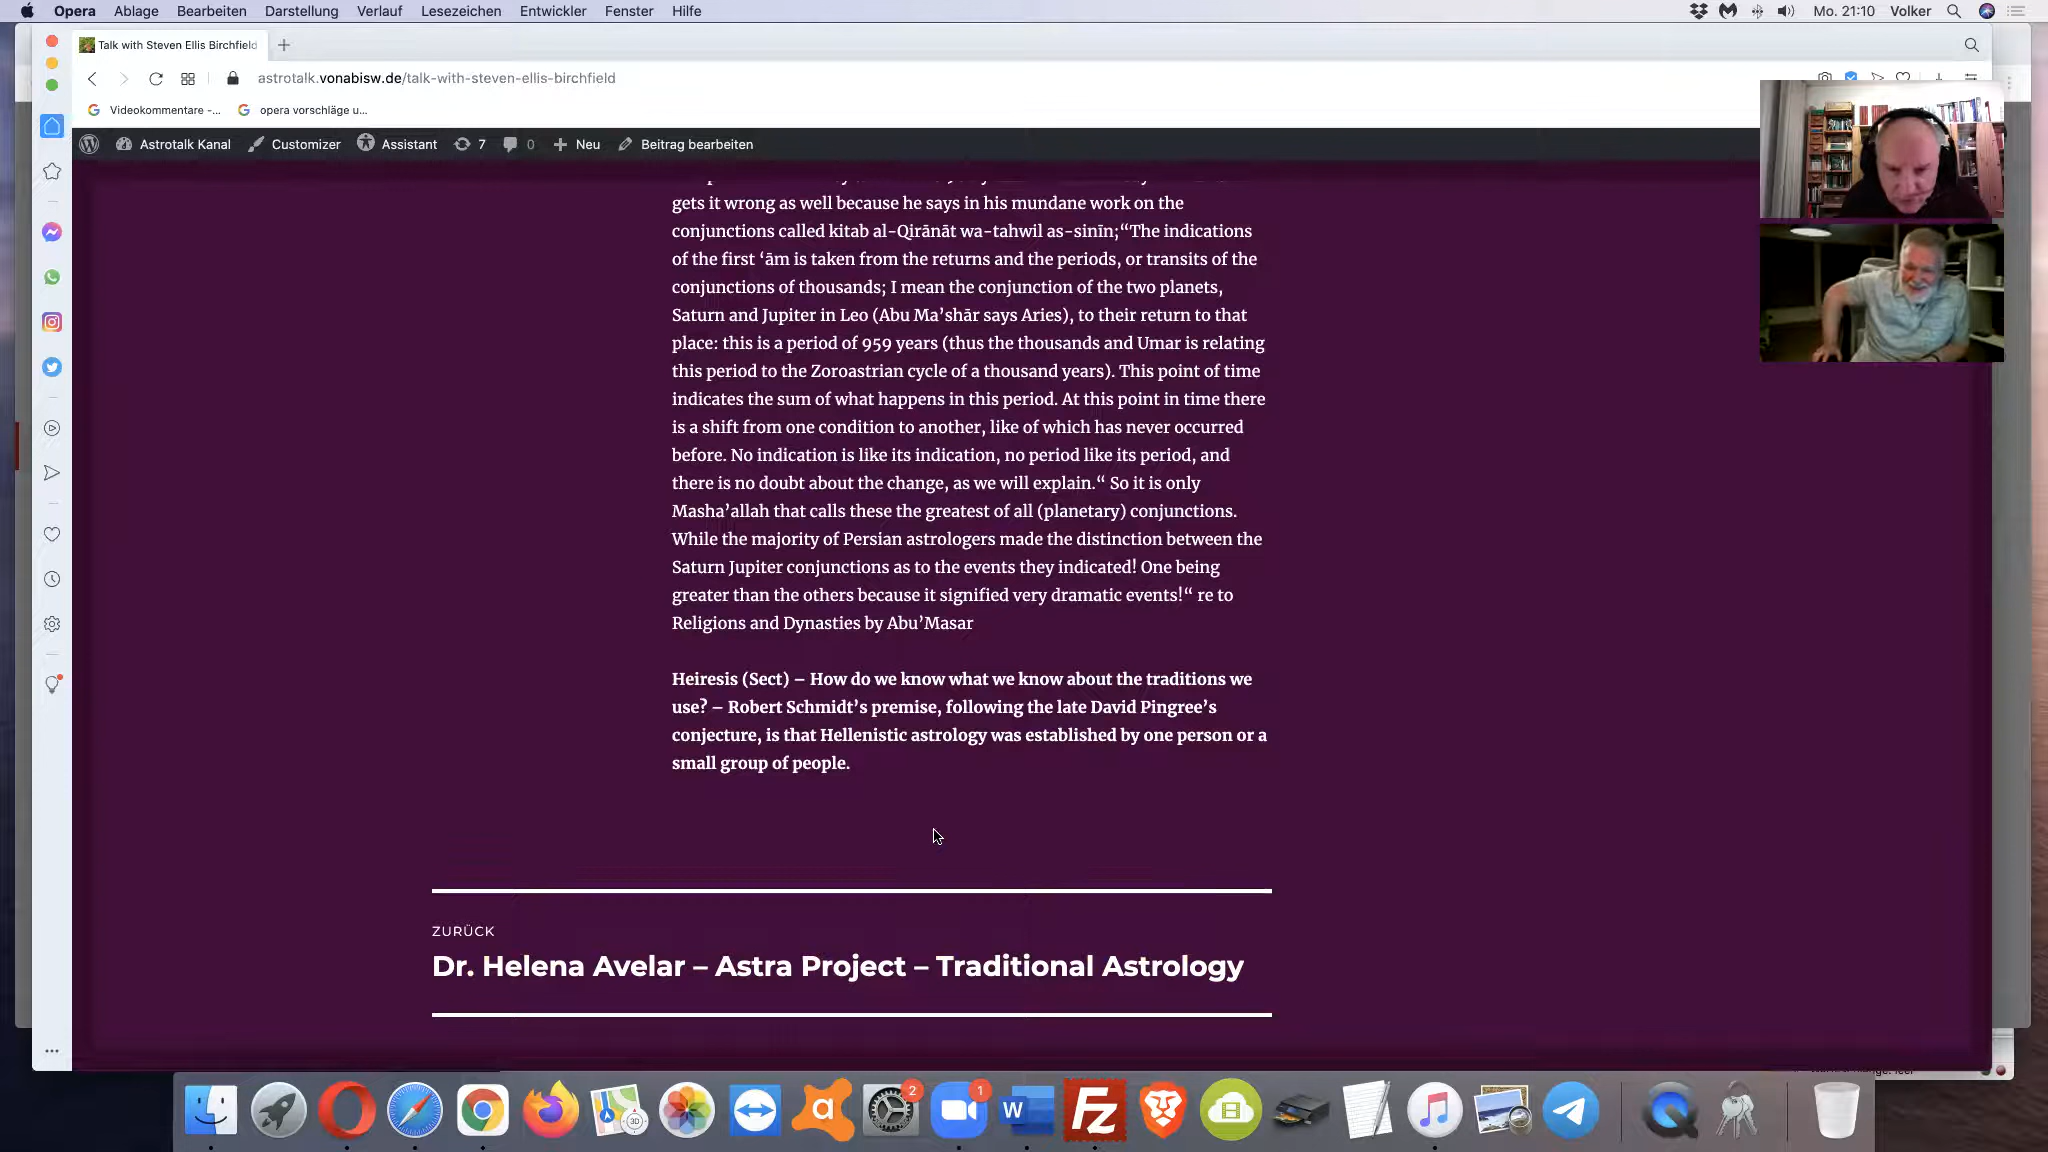 Opera Ablage Bearbeiten Darstellung Verlauf Lesezeichen Entwickler Fenster Hilfe Mo. 21:10 Volker
Talk with Steven Ellis Birchfield
astrotalk.vonabisw.de/talk-with-steven-ellis-birchfield
Videokommentare -... opera vorschläge u...
Astrotalk Kanal Customizer Assistant 7 0 Neu Beitrag bearbeiten
gets it wrong as well because he says in his mundane work on the
conjunctions called kitab al-Qirānāt wa-tahwil as-sinīn;“The indications
of the first ‘ām is taken from the returns and the periods, or transits of the
conjunctions of thousands; I mean the conjunction of the two planets,
Saturn and Jupiter in Leo (Abu Ma’shār says Aries), to their return to that
place: this is a period of 959 years (thus the thousands and Umar is relating
this period to the Zoroastrian cycle of a thousand years). This point of time
indicates the sum of what happens in this period. At this point in time there
is a shift from one condition to another, like of which has never occurred
before. No indication is like its indication, no period like its period, and
there is no doubt about the change, as we will explain.“ So it is only
Masha’allah that calls these the greatest of all (planetary) conjunctions.
While the majority of Persian astrologers made the distinction between the
Saturn Jupiter conjunctions as to the events they indicated! One being
greater than the others because it signified very dramatic events!“ re to
Religions and Dynasties by Abu’Masar
Heiresis (Sect) – How do we know what we know about the traditions we
use? – Robert Schmidt’s premise, following the late David Pingree’s
conjecture, is that Hellenistic astrology was established by one person or a
small group of people.
ZURÜCK
Dr. Helena Avelar – Astra Project – Traditional Astrology
2 1
3D
W
Fz